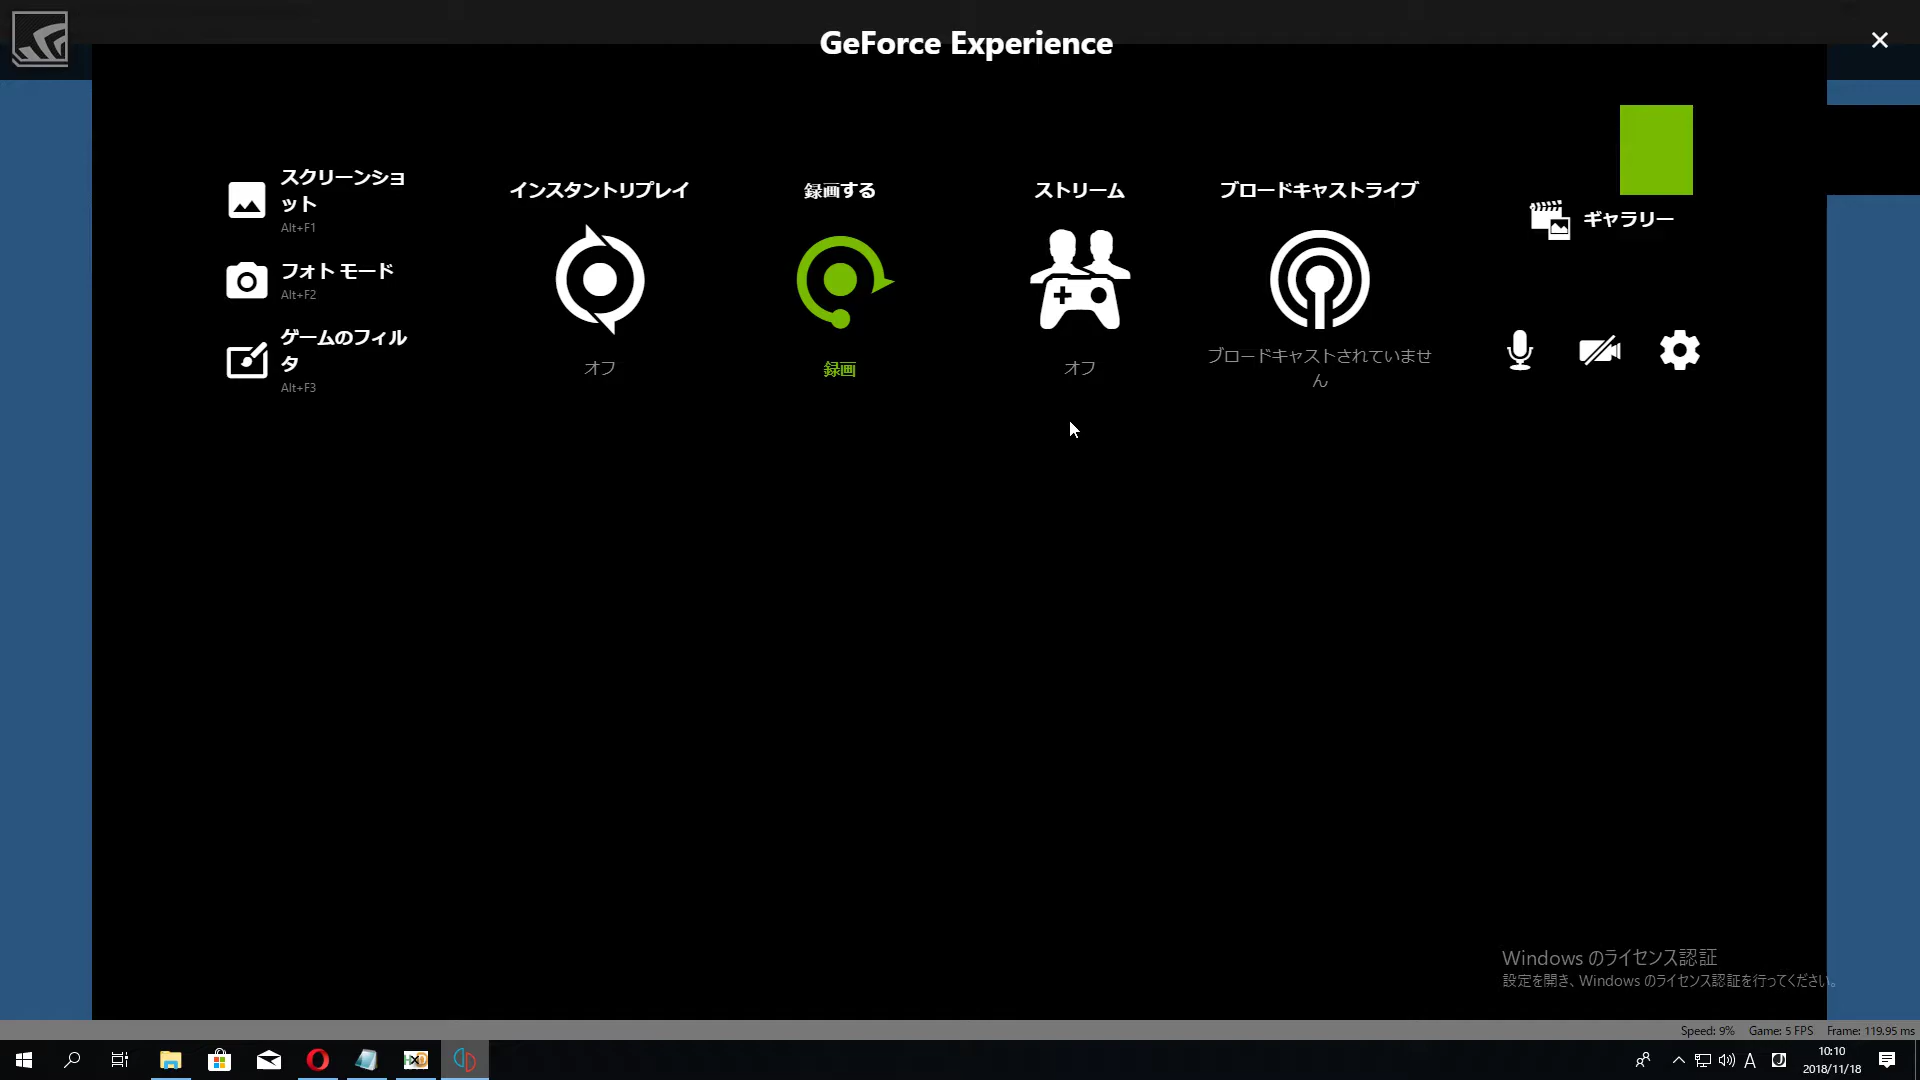 GeForce Experience
スクリーンショ
ット
Alt+F1
フォト モード
Alt+F2
ゲームのフィル
タ
Alt+F3
インスタントリプレイ
オフ
録画する
録画
ストリーム
オフ
ブロードキャストライブ
ブロードキャストされていませ
ん
ギャラリー
Windows のライセンス認証
設定を開き、Windows のライセンス認証を行ってください。
Speed: 9% Game: 5 FPS Frame: 119.95 ms
A
10:10
2018/11/18